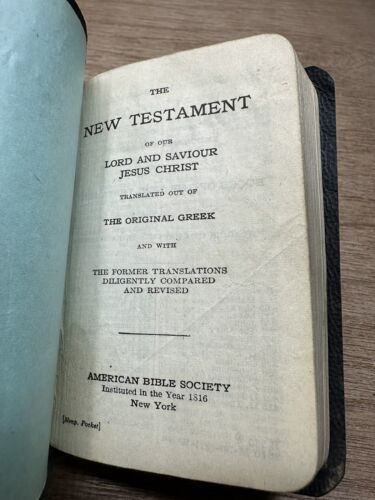 THE
NEW TESTAMENT
OF OUR
LORD AND SAVIOUR
JESUS CHRIST
TRANSLATED OUT OF
THE ORIGINAL GREEK
AND WITH
THE FORMER TRANSLATIONS
DILIGENTLY COMPARED
AND REVISED
AMERICAN BIBLE SOCIETY
Instituted in the Year 1816
New York
Pocket]